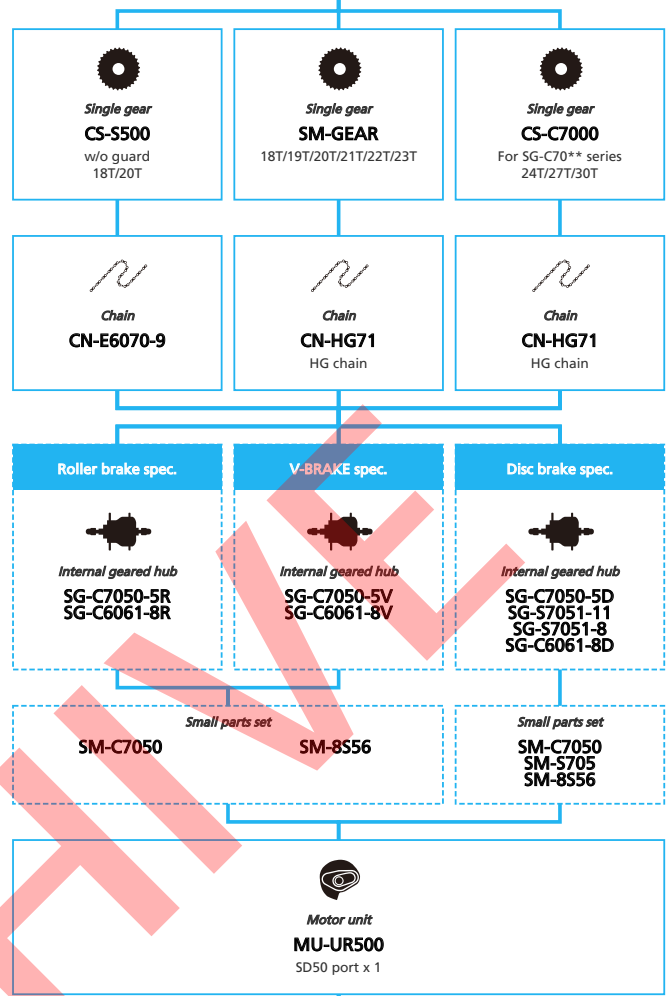 Single gear
CS-S500
w/o guard
18T/20T
Single gear
SM-GEAR
18T/19T/20T/21T/22T/23T
Single gear
CS-C7000
For SG-C70** series
24T/27T/30T
Chain
CN-E6070-9
Chain
CN-HG71
HG chain
Chain
CN-HG71
HG chain
Roller brake spec.
Internal geared hub
SG-C7050-5R
SG-C6061-8R
V-BRAKE spec.
Internal geared hub
SG-C7050-5V
SG-C6061-8V
Disc brake spec.
Internal geared hub
SG-C7050-5D
SG-S7051-11
SG-S7051-8
SG-C6061-8D
Small parts set
SM-C7050
SM-8S56
Small parts set
SM-C7050
SM-S705
SM-8S56
Motor unit
MU-UR500
SD50 port x 1
HIVE